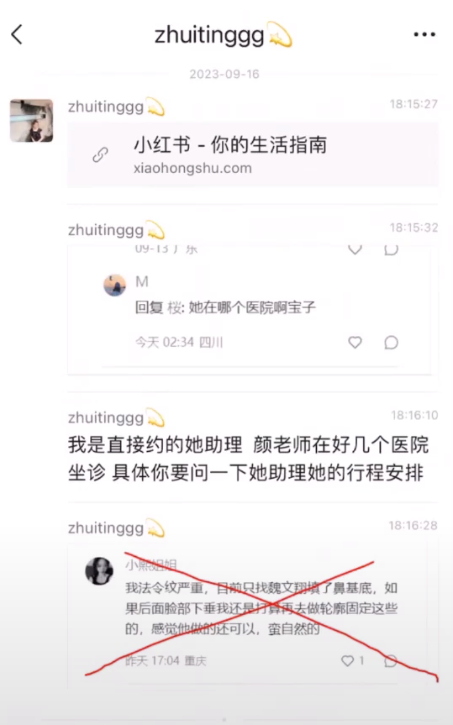 zhuitinggg💫
2023-09-16
zhuitinggg💫
18:15:27
小红书 - 你的生活指南
xiaohongshu.com
zhuitinggg💫
18:15:32
09-13 广东
M
回复 桉: 她在哪个医院啊宝子
今天 02:34 四川
zhuitinggg💫
18:16:10
我是直接约的她助理 颜老师在好几个医院
坐诊 具体你要问一下她助理她的行程安排
zhuitinggg💫
18:16:28
小熊姐姐
我法令纹严重，目前只找魏文翔填了鼻基底，如
果后面脸部下垂我还是打算再去做轮廓固定这些
的，感觉他做的还可以，蛮自然的
昨天 17:04 重庆
1